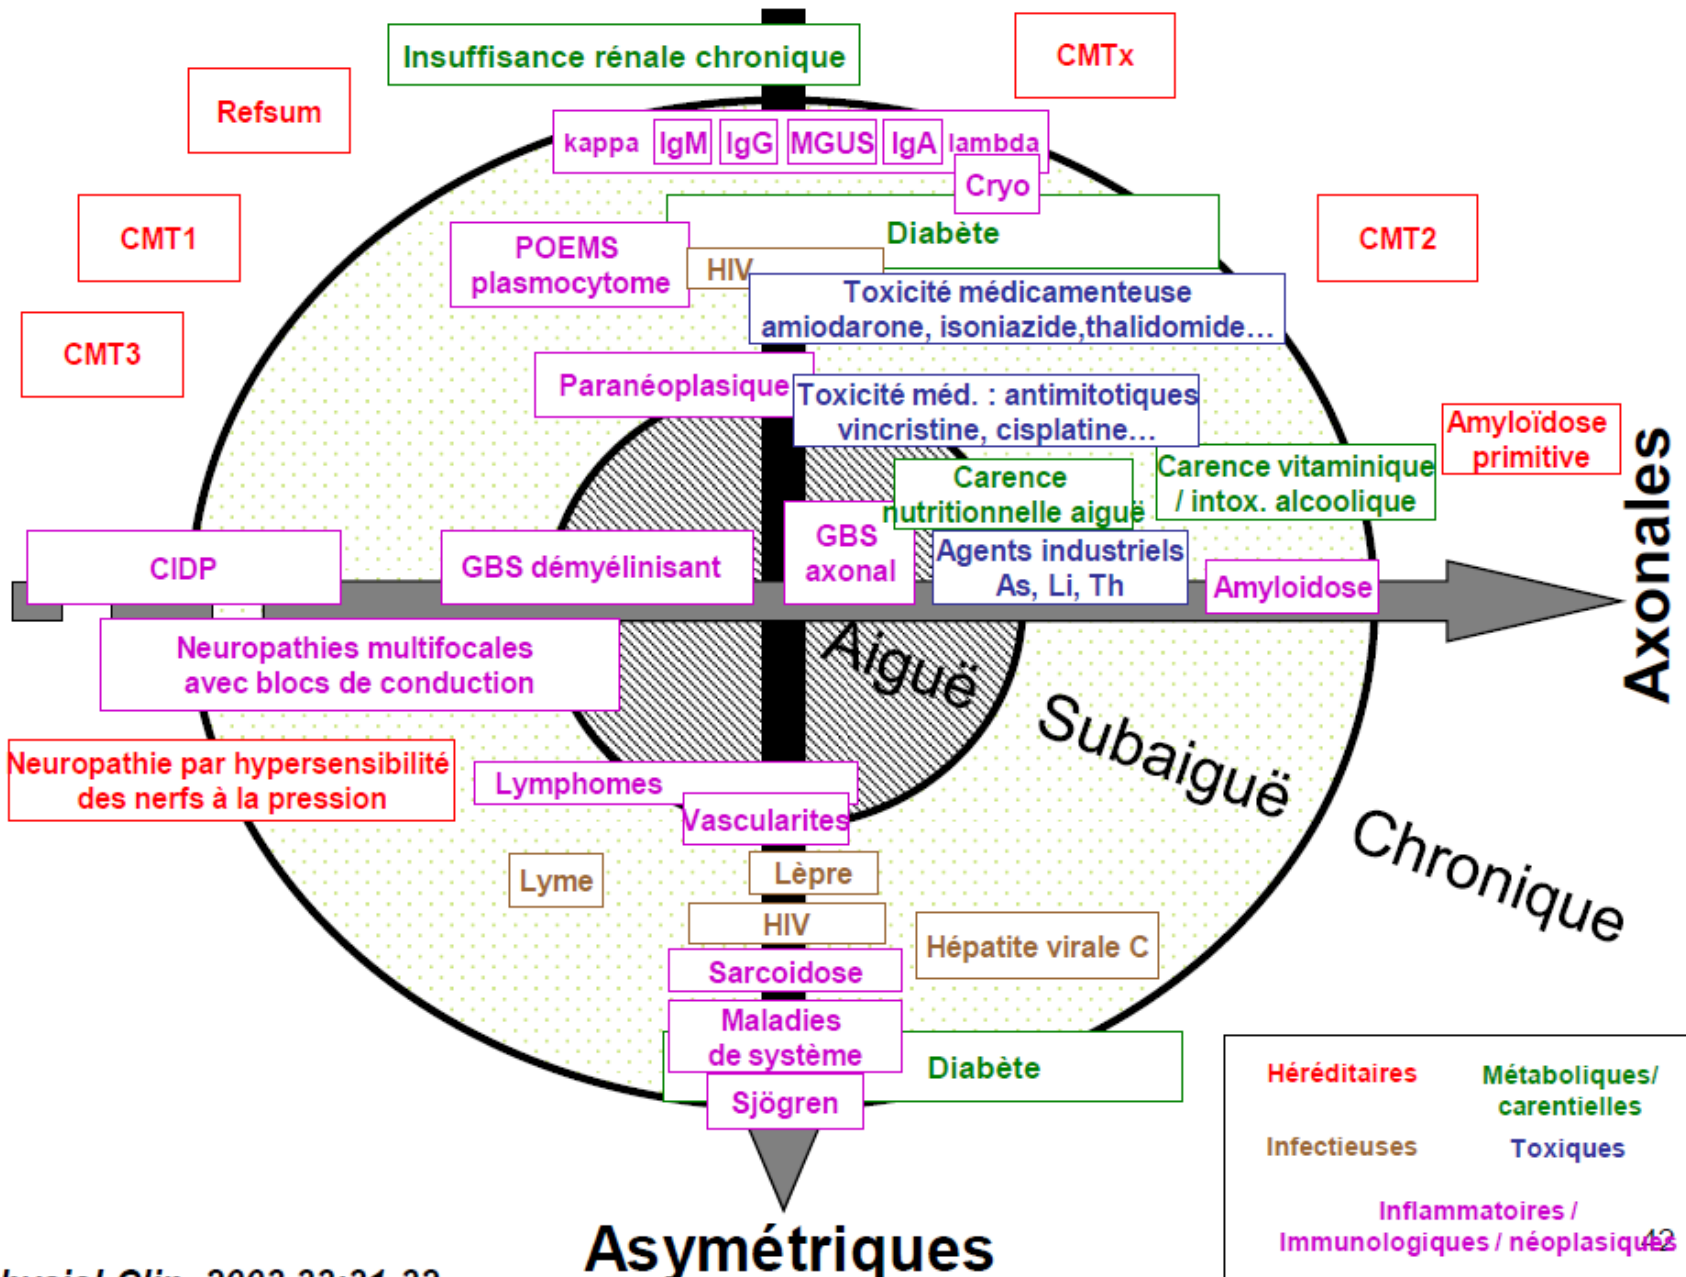 Insuffisance rénale chronique
CMTx
Refsum
kappa IgM IgG MGUS IgA lambda
Cryo
CMT1
Diabète
CMT2
POEMS
plasmocytome
HIV
Toxicité médicamenteuse
amiodarone, isoniazide,thalidomide…
CMT3
Paranéoplasique
Toxicité méd. : antimitotiques
vincristine, cisplatine…
Amyloïdose
primitive
Carence vitaminique
/ intox. alcoolique
Carence
nutritionnelle aiguë
Axonales
CIDP
GBS démyélinisant
GBS
axonal
Agents industriels
As, Li, Th
Amyloidose
Neuropathies multifocales
avec blocs de conduction
Aiguë
Subaiguë
Chronique
Neuropathie par hypersensibilité
des nerfs à la pression
Lymphomes
Vascularites
Lyme
Lèpre
HIV
Hépatite virale C
Sarcoidose
Maladies
de système
Diabète
Sjögren
Asymétriques
Héréditaires
Métaboliques/
carentielles
Infectieuses
Toxiques
Inflammatoires /
Immunologiques / néoplasiques
42